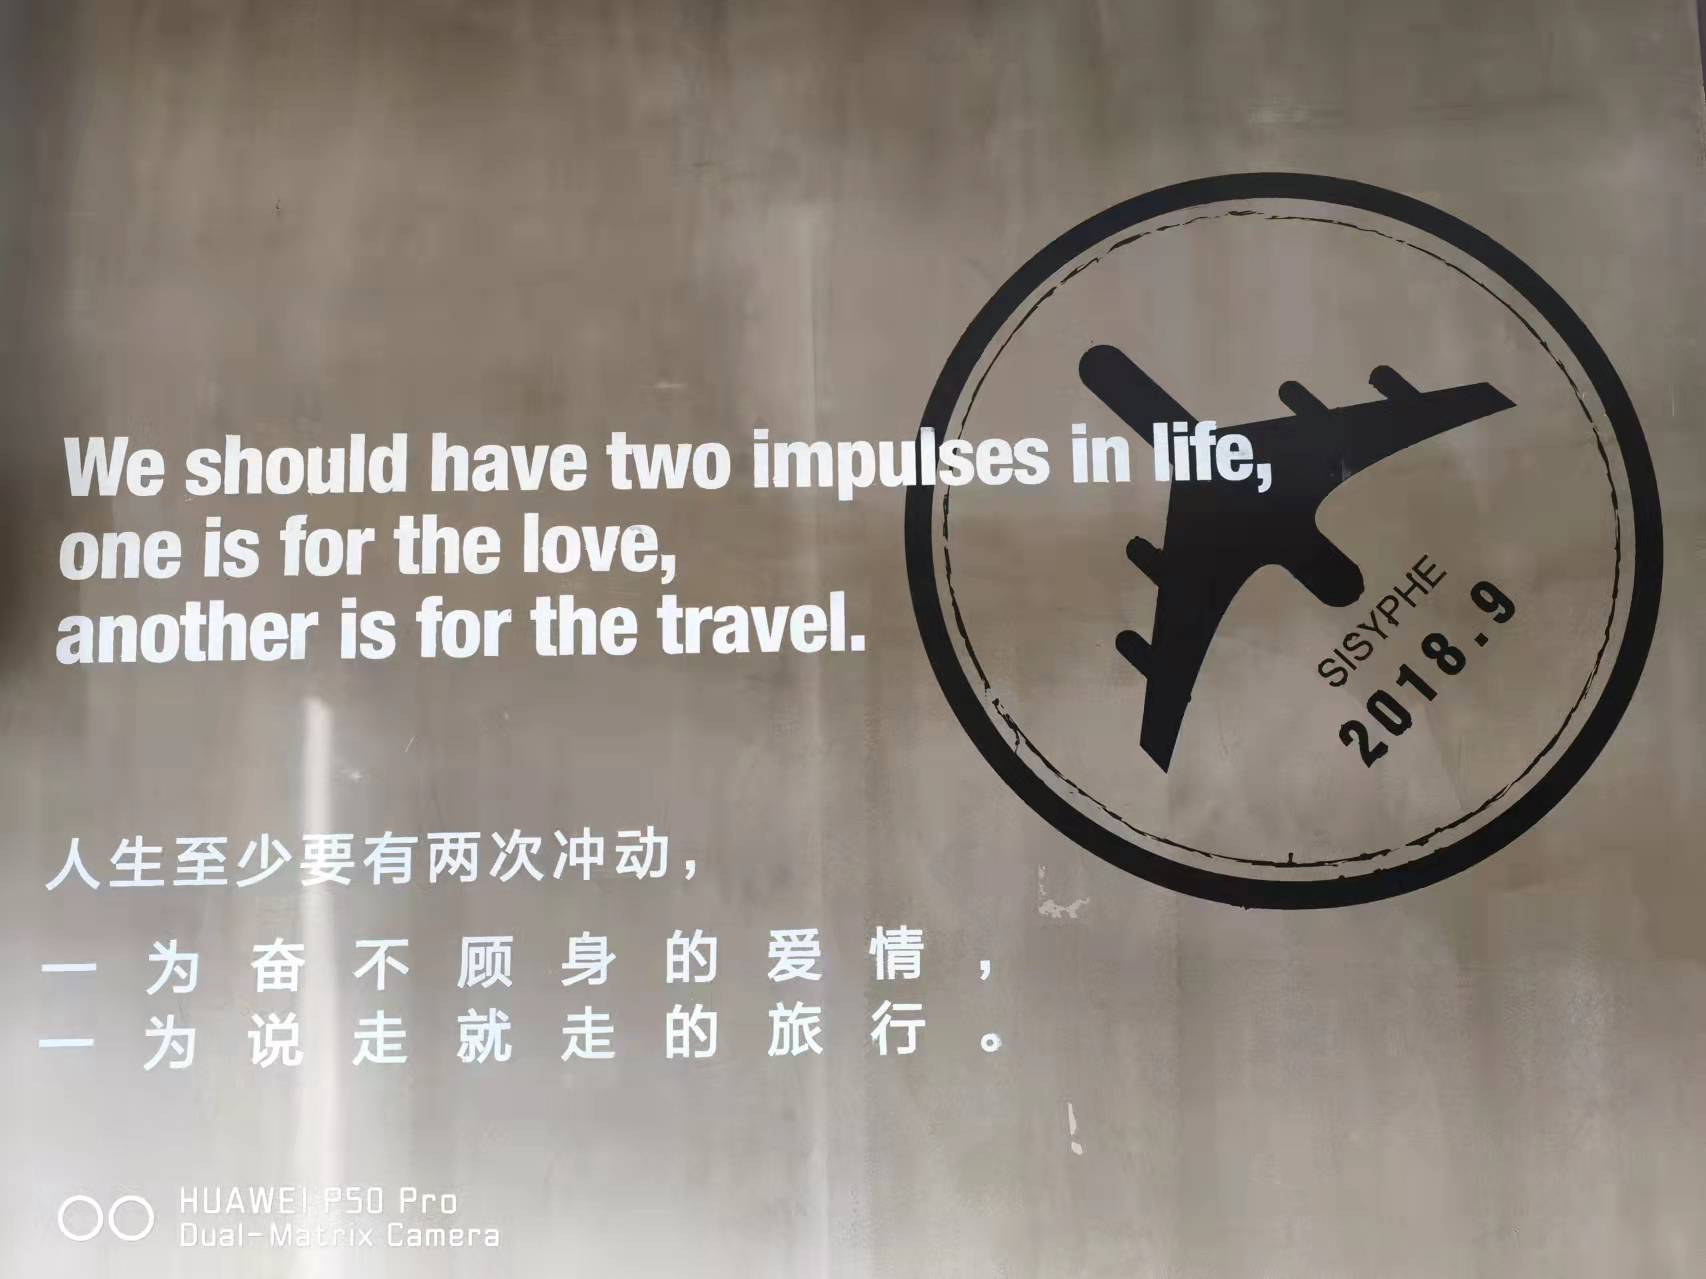 We should have two impulses in life,
one is for the love,
another is for the travel.
SISYPHE
2018.9
人生至少要有两次冲动，
一为奋不顾身的爱情，
一为说走就走的旅行。
HUAWEI P50 Pro
Dual-Matrix Camera